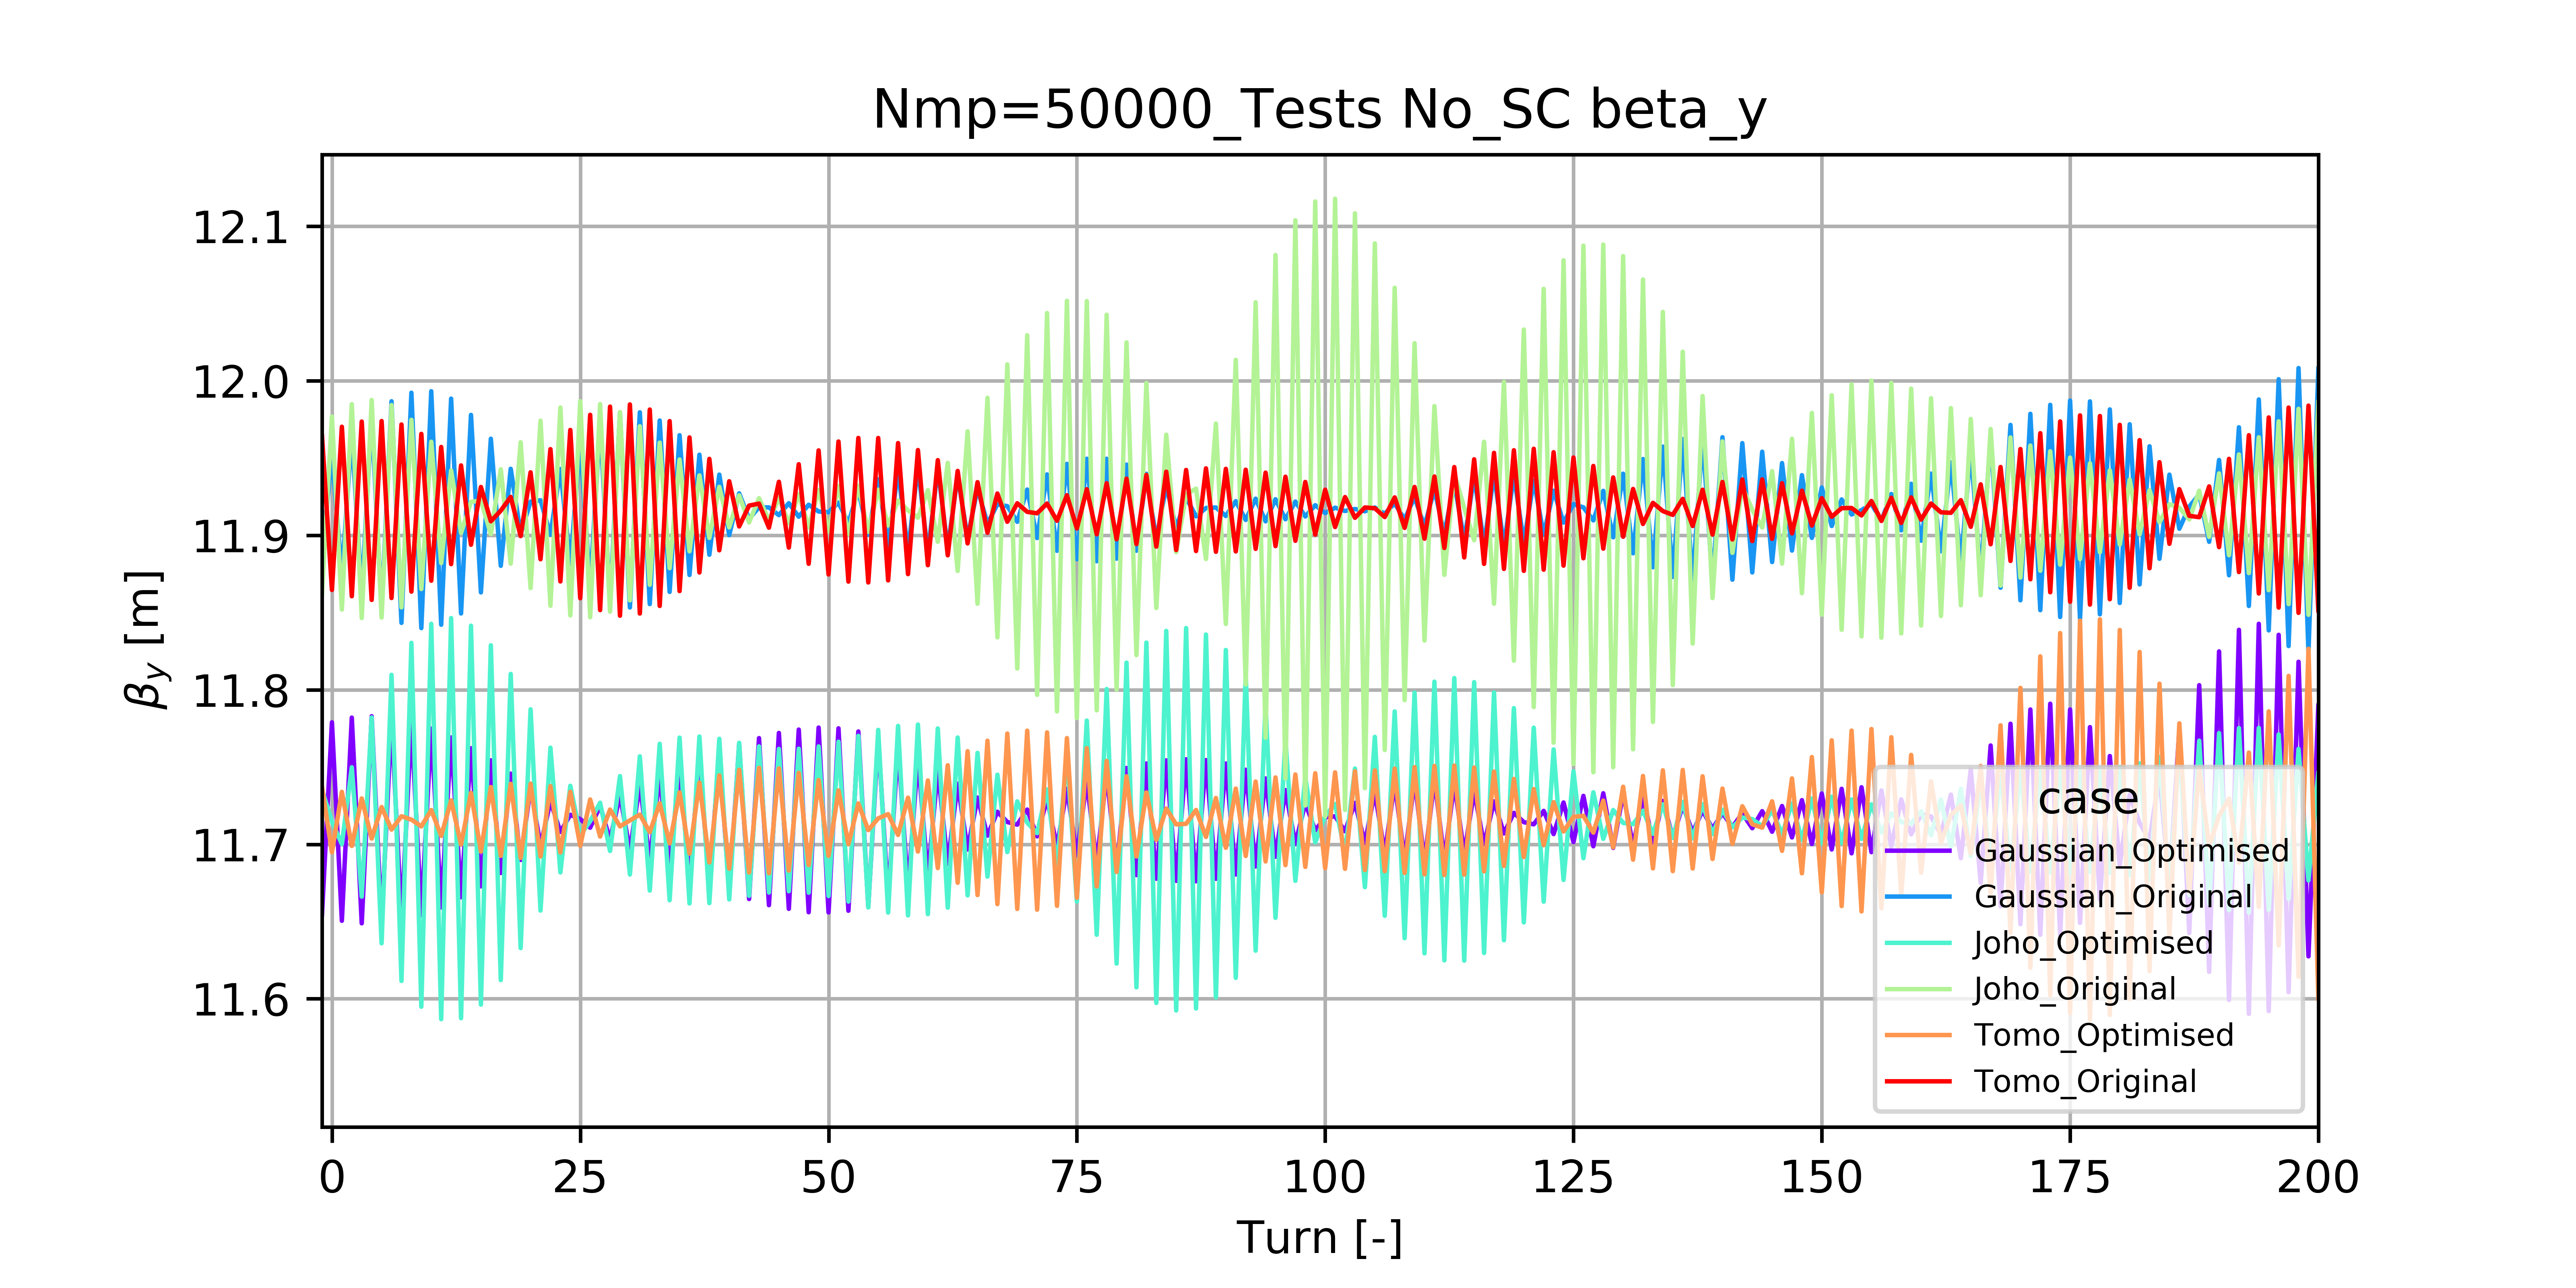 Nmp=50000_Tests No_SC beta_y
12.1
12.0
11.9
11.8
11.7
11.6
βy [m]
0 25 50 75 100 125 150 175 200
Turn [-]
case
Gaussian_Optimised
Gaussian_Original
Joho_Optimised
Joho_Original
Tomo_Optimised
Tomo_Original